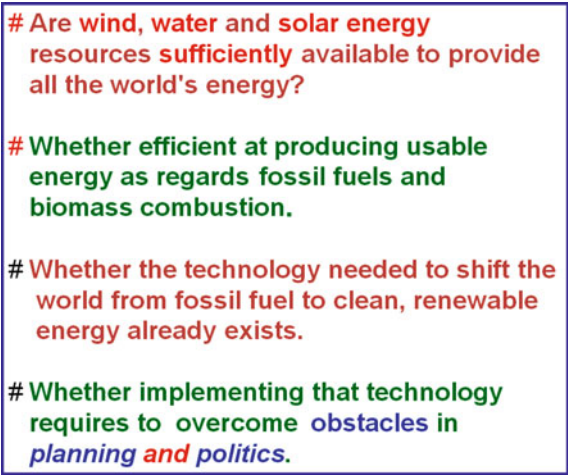 # Are wind, water and solar energy
resources sufficiently available to provide
all the world's energy?
# Whether efficient at producing usable
energy as regards fossil fuels and
biomass combustion.
# Whether the technology needed to shift the
world from fossil fuel to clean, renewable
energy already exists.
# Whether implementing that technology
requires to overcome obstacles in
planning and politics.